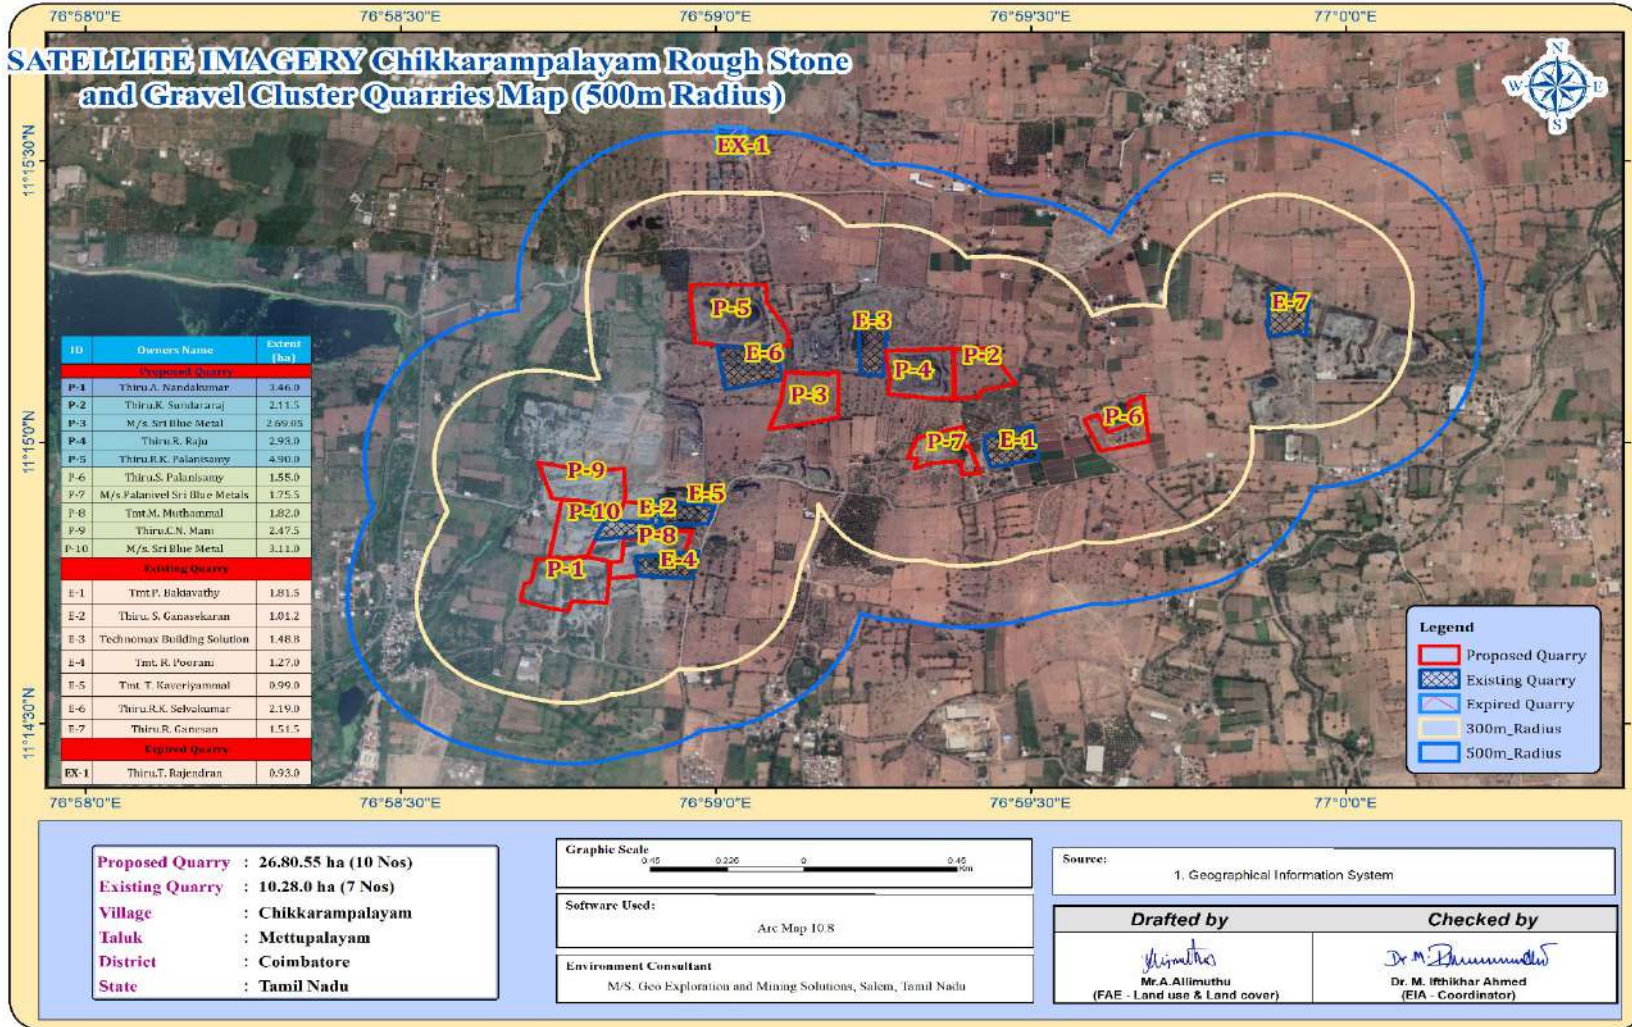 76°58'0"E 76°58'30"E 76°59'0"E 76°59'30"E 77°0'0"E
SATELLITE IMAGERY Chikkarampalayam Rough Stone
and Gravel Cluster Quarries Map (500m Radius)
N
W E
S
11°15'30"N
11°15'0"N
11°14'30"N
EX-1
P-5
E-3
E-7
E-6
P-2
P-4
P-3
P-6
P-7
E-1
P-9
E-5
P-10
E-2
P-8
E-4
P-1
ID Owners Name Extent
(ha)
Proposed Quarry
P-1 Thiru.A. Nandakumar 3.46.0
P-2 Thiru.K. Sundararaj 2.11.5
P-3 M/s. Sri Blue Metal 2.69.05
P-4 Thiru.R. Raju 2.93.0
P-5 Thiru.R.K. Palanisamy 4.90.0
P-6 Thiru.S. Palanisamy 1.55.0
P-7 M/s.Palanivel Sri Blue Metals 1.75.5
P-8 Tmt.M. Muthammal 1.82.0
P-9 Thiru.C.N. Mani 2.47.5
P-10 M/s. Sri Blue Metal 3.11.0
Existing Quarry
E-1 Tmt.P. Bakiavathy 1.81.5
E-2 Thiru. S. Ganasekaran 1.01.2
E-3 Technomax Building Solution 1.48.8
E-4 Tmt. R. Poorani 1.27.0
E-5 Tmt. T. Kaveriyammal 0.99.0
E-6 Thiru.R.K. Selvakumar 2.19.0
E-7 Thiru.R. Ganesan 1.51.5
Expired Quarry
EX-1 Thiru.T. Rajendran 0.93.0
Legend
Proposed Quarry
Existing Quarry
Expired Quarry
300m_Radius
500m_Radius
76°58'0"E 76°58'30"E 76°59'0"E 76°59'30"E 77°0'0"E
Proposed Quarry : 26.80.55 ha (10 Nos)
Existing Quarry : 10.28.0 ha (7 Nos)
Village : Chikkarampalayam
Taluk : Mettupalayam
District : Coimbatore
State : Tamil Nadu
Graphic Scale
0.45 0.225 0 0.45
Km
Software Used:
Arc Map 10.8
Environment Consultant
M/S. Geo Exploration and Mining Solutions, Salem, Tamil Nadu
Source:
1. Geographical Information System
Drafted by Checked by
Mr.A.Allimuthu
(FAE - Land use & Land cover)
Dr. M. Ifthikhar Ahmed
(EIA - Coordinator)